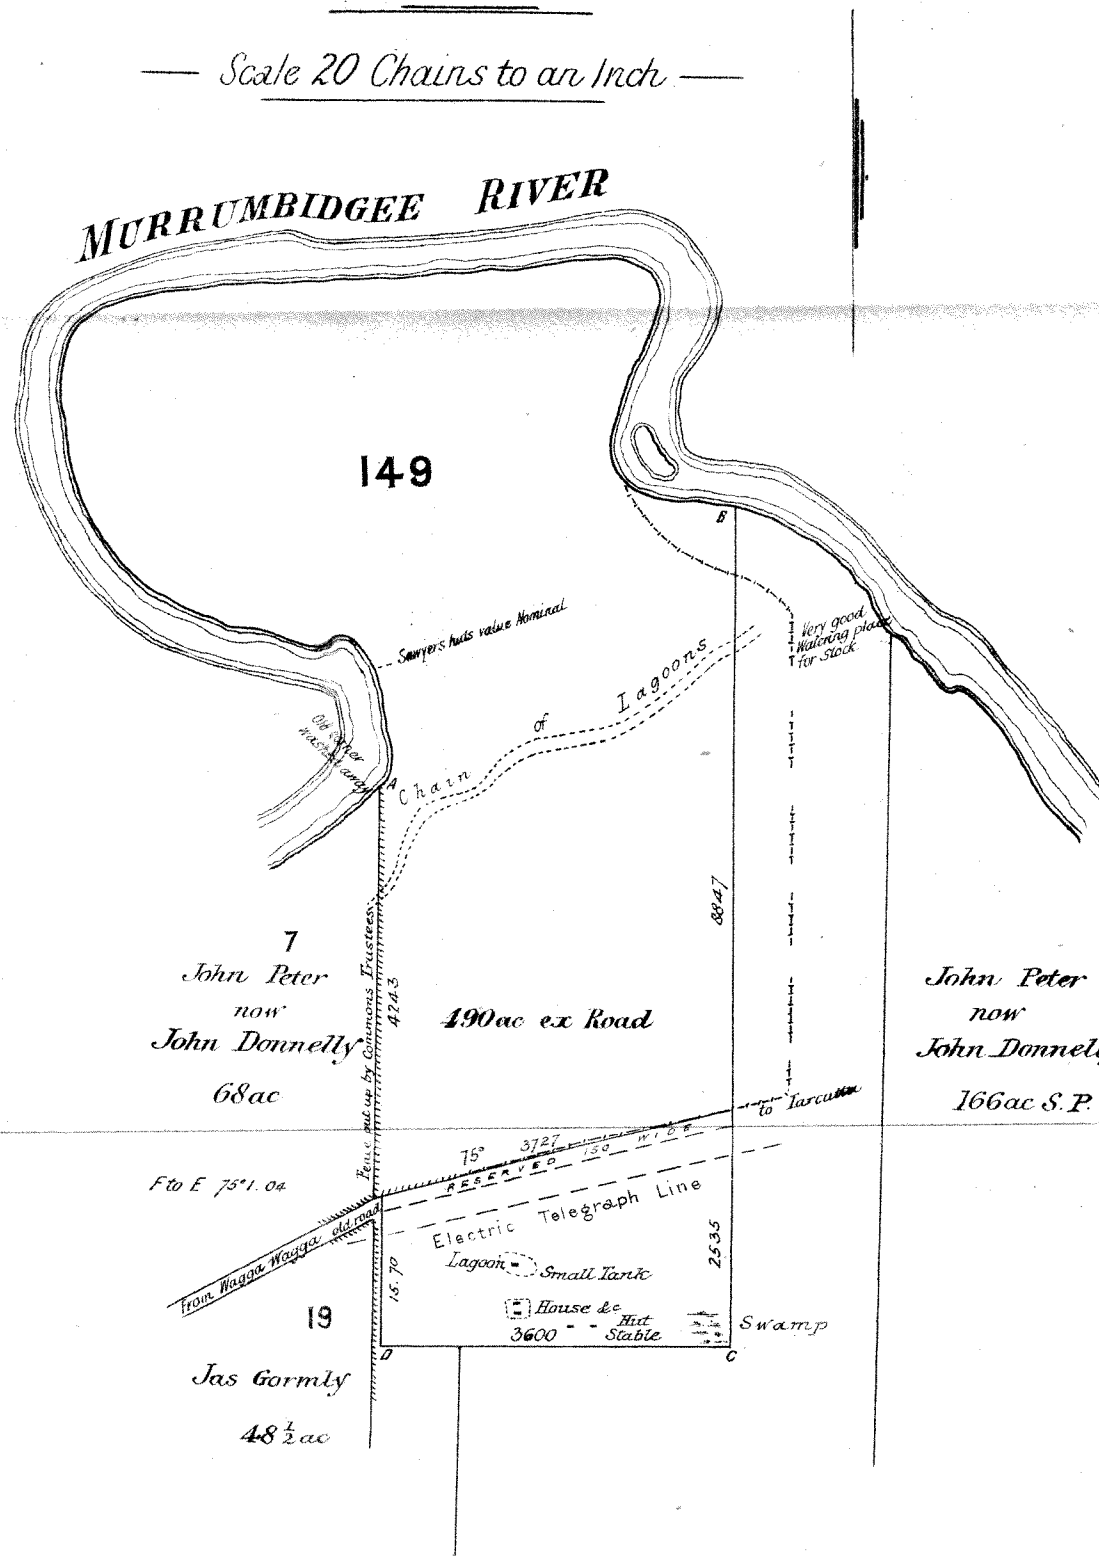 Scale 20 Chains to an Inch
MURRUMBIDGEE RIVER
149
B
Sawyers huts value Nominal
Very good
Watering place
for Stock
Chain of Lagoons
Old
washed away
A
8847
7
John Peter
now
John Donnelly
68ac
Fence put up by Commons Trustees
4243
490ac ex Road
John Peter
now
John Donnelly
166ac S.P.
to Tarcutta
75° 3727
RESERVED 150 WIDE
F to E 75°1.04
Electric Telegraph Line
From Wagga Wagga old road
15.70
2535
Lagoon
Small Tank
House &c
Hut
3600
Stable
Swamp
19
D
C
Jas Gormly
48½ac